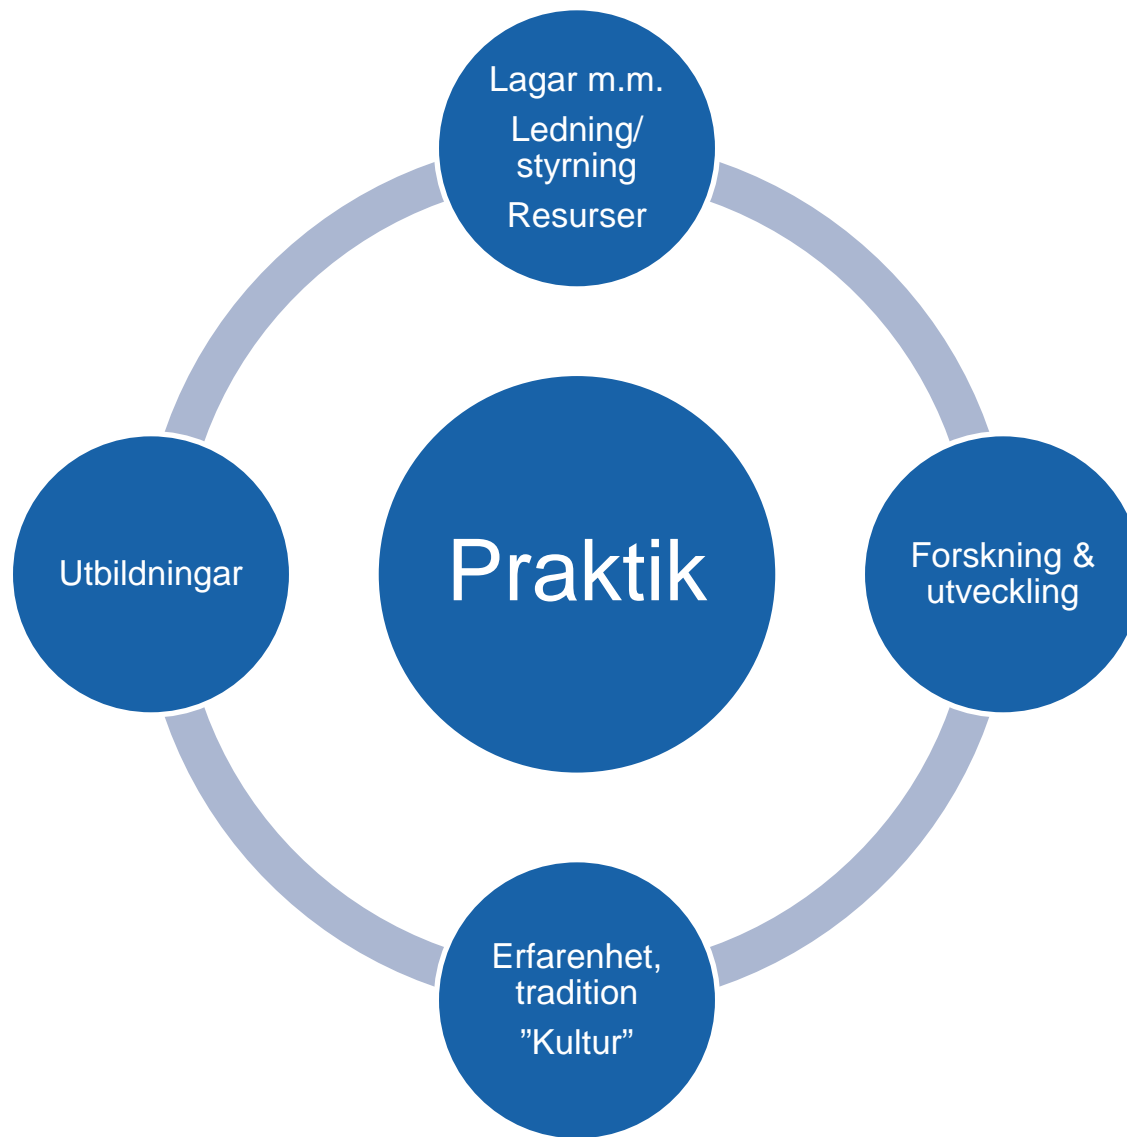 Lagar m.m.
Ledning/
styrning
Resurser
Utbildningar
Praktik
Forskning &
utveckling
Erfarenhet,
tradition
”Kultur”